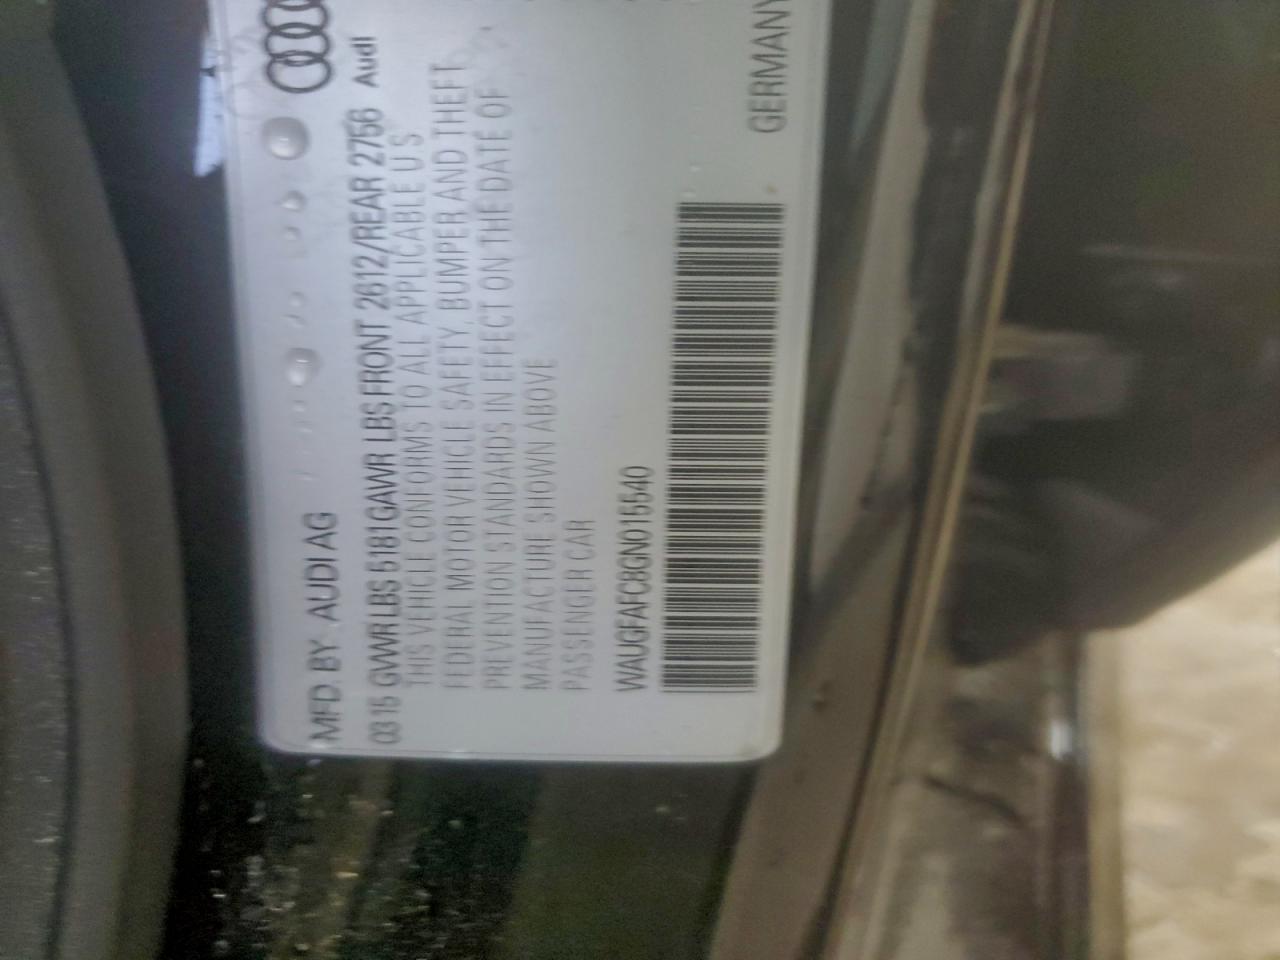 MFD. BY AUDI AG
03 15 GVWR LBS 5181 GAWR LBS FRONT 2612/REAR 2756 Audi
THIS VEHICLE CONFORMS TO ALL APPLICABLE U S
FEDERAL MOTOR VEHICLE SAFETY, BUMPER AND THEFT
PREVENTION STANDARDS IN EFFECT ON THE DATE OF
MANUFACTURE SHOWN ABOVE
PASSENGER CAR
WAUGFAFC8GN015540
GERMANY